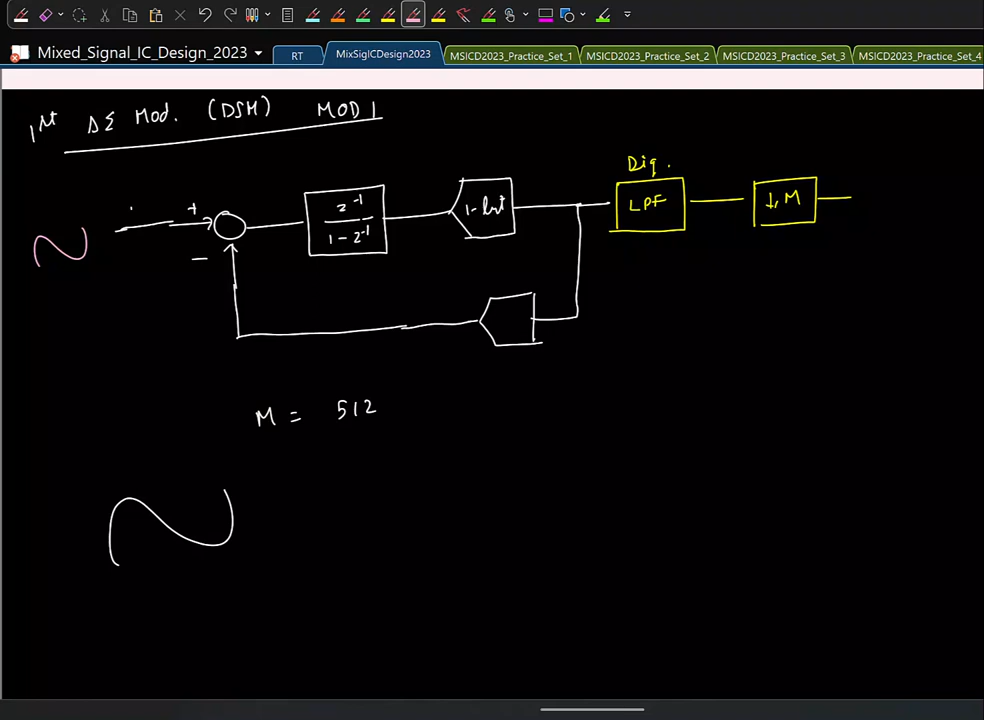 Mixed_Signal_IC_Design_2023
RT
MixSigICDesign2023
MSICD2023_Practice_Set_1
MSICD2023_Practice_Set_2
MSICD2023_Practice_Set_3
MSICD2023_Practice_Set_4
1st ΔΣ Mod. (DSM) MOD 1
Dig.
+
z⁻¹
1 - z⁻¹
1-bit
LPF
↓M
−
M = 512